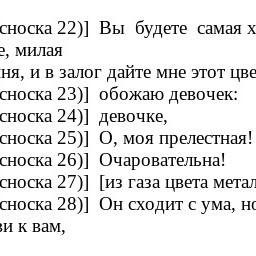 сноска 22)] Вы будете самая х
е, милая
ня, и в залог дайте мне этот цве
сноска 23)] обожаю девочек:
сноска 24)] девочке,
сноска 25)] О, моя прелестная!
сноска 26)] Очаровательна!
сноска 27)] [из газа цвета метал
сноска 28)] Он сходит с ума, но
ви к вам,